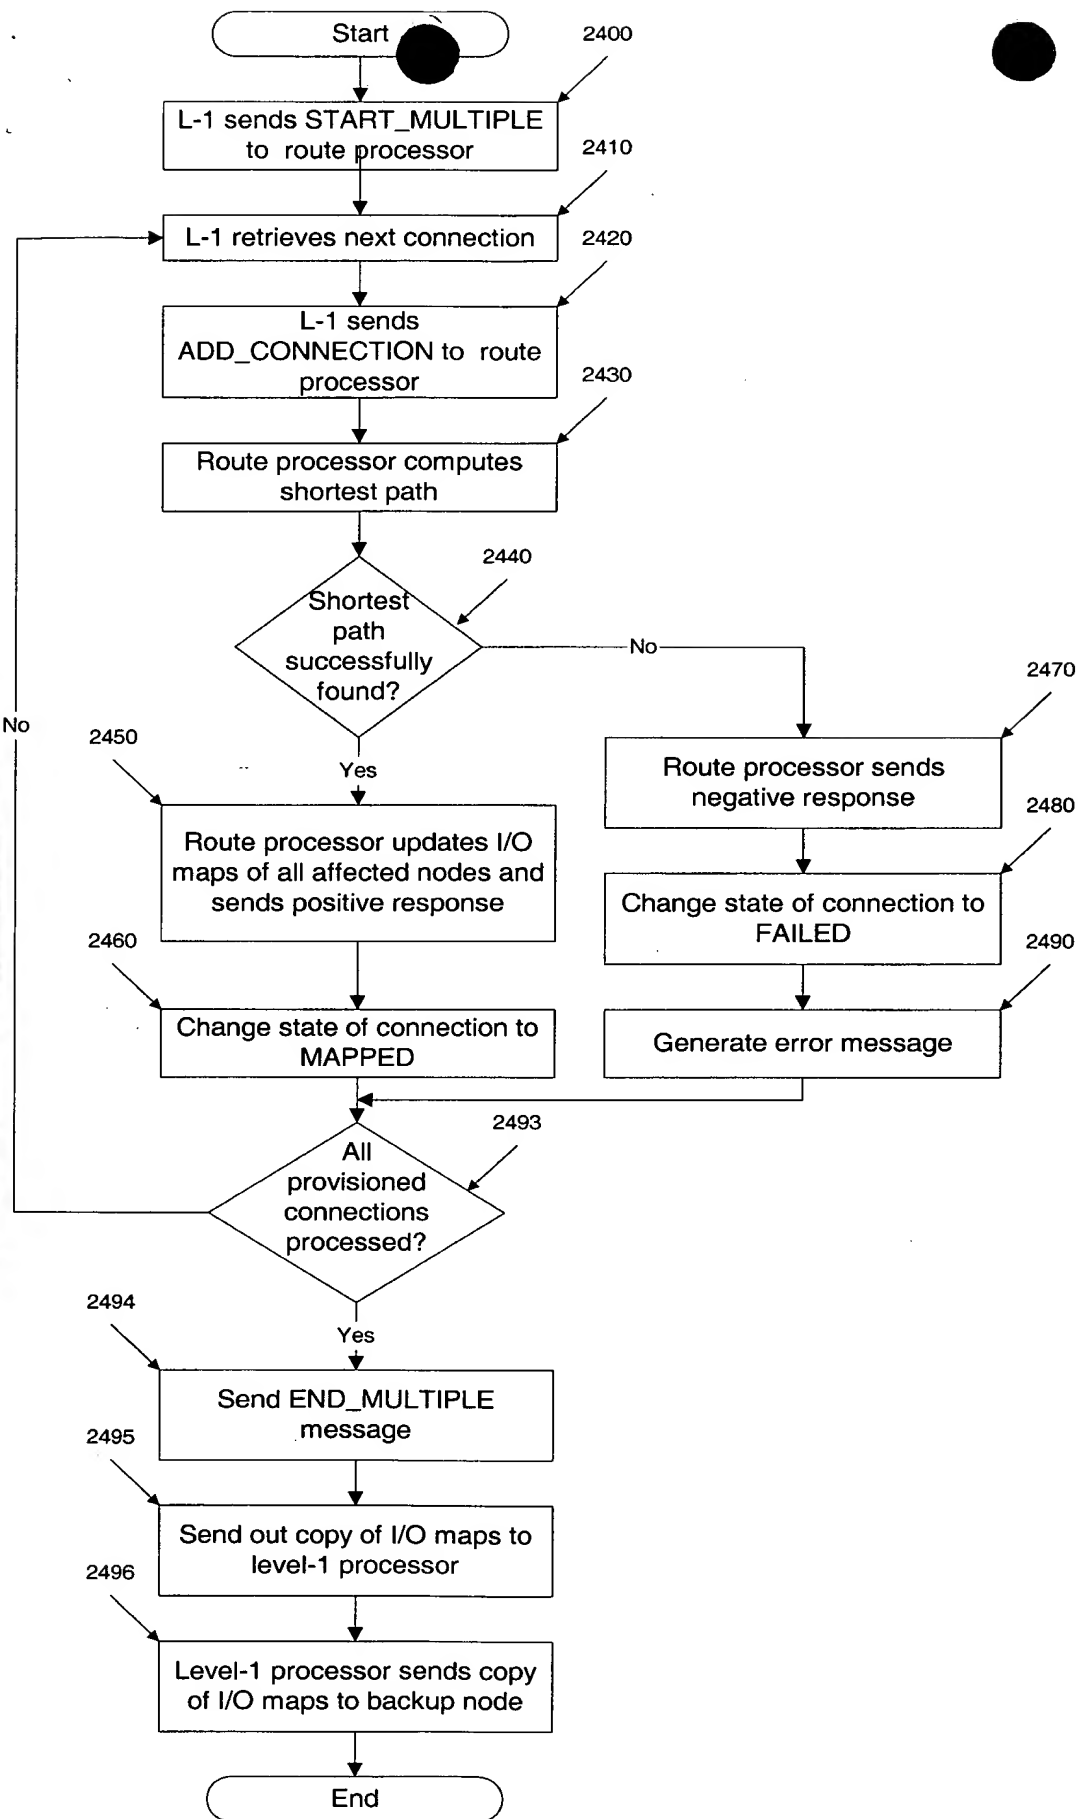 Start
2400
L-1 sends START_MULTIPLE
to route processor
2410
L-1 retrieves next connection
2420
L-1 sends
ADD_CONNECTION to route
processor
2430
Route processor computes
shortest path
2440
Shortest
path
successfully
found?
No
2470
Route processor sends
negative response
2480
Change state of connection to
FAILED
2490
Generate error message
Yes
2450
Route processor updates I/O
maps of all affected nodes and
sends positive response
2460
Change state of connection to
MAPPED
2493
All
provisioned
connections
processed?
No
Yes
2494
Send END_MULTIPLE
message
2495
Send out copy of I/O maps to
level-1 processor
2496
Level-1 processor sends copy
of I/O maps to backup node
End